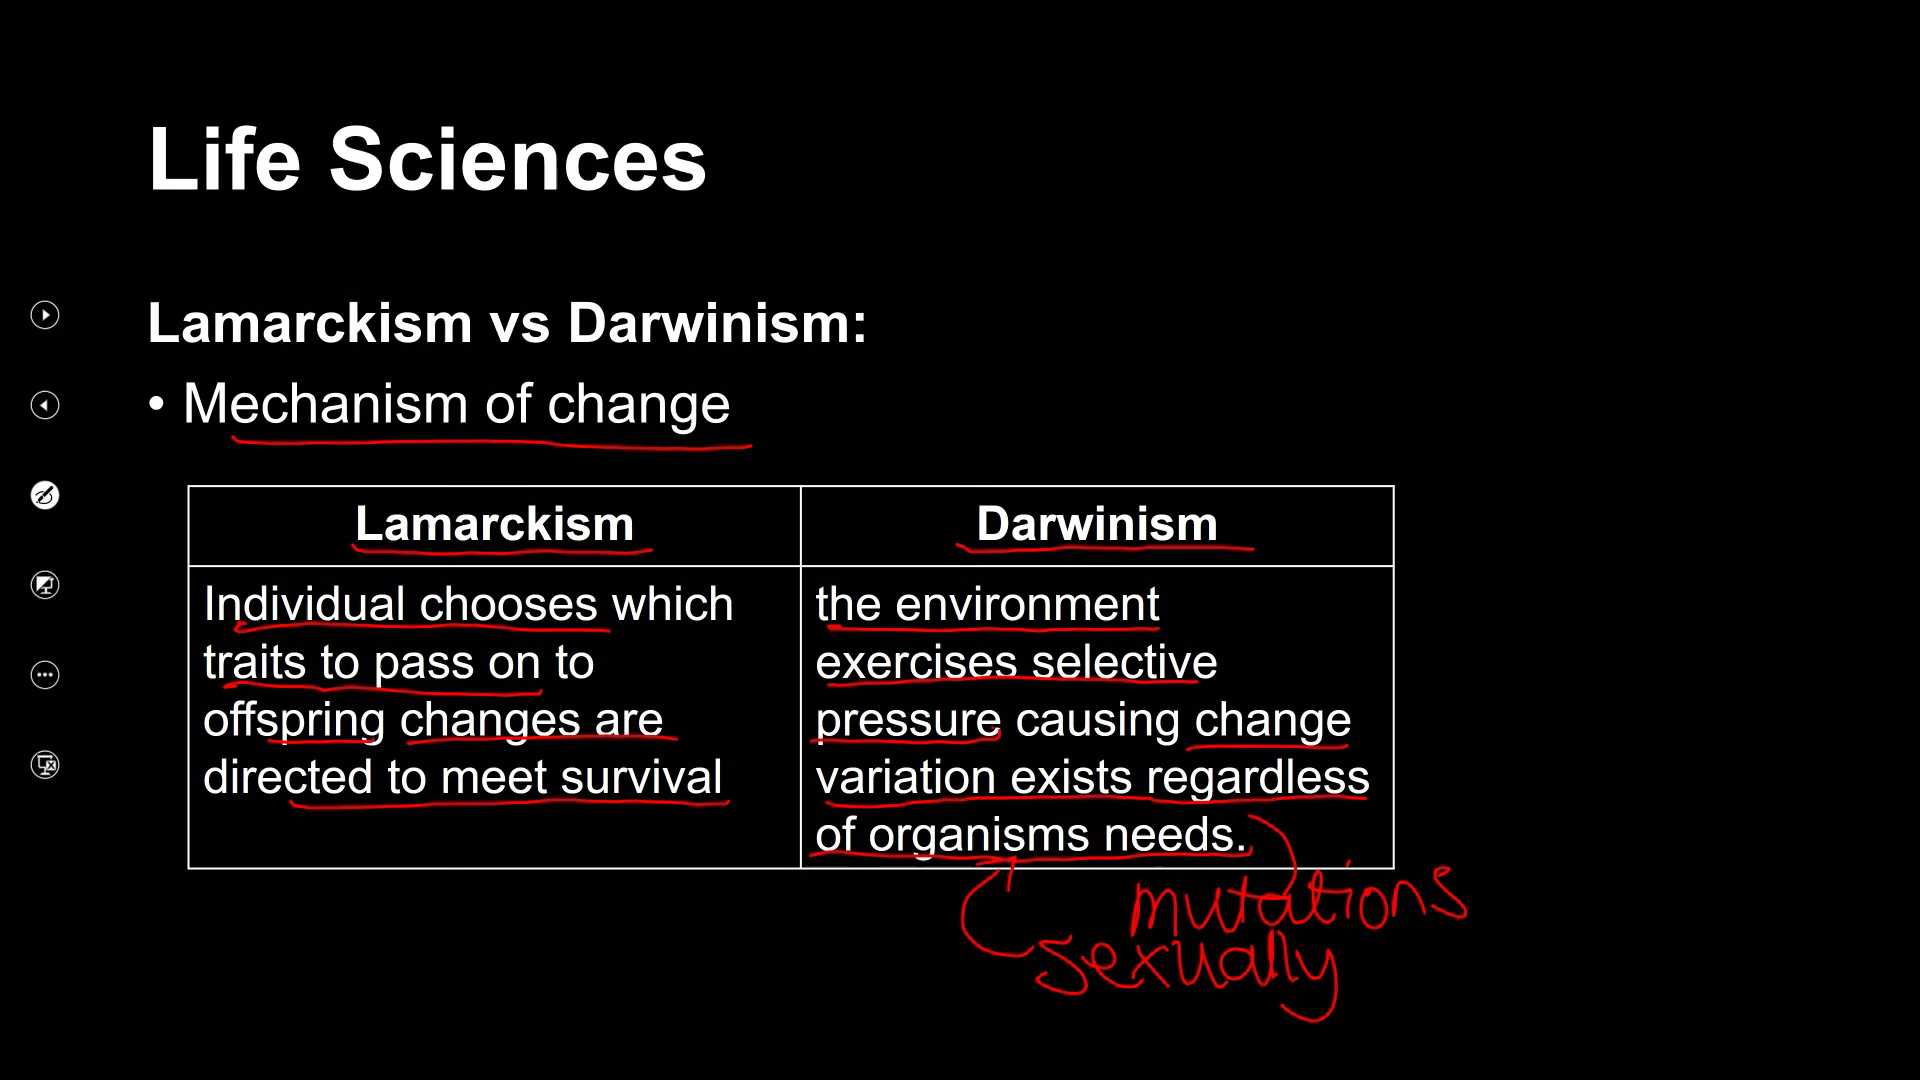 Life Sciences
Lamarckism vs Darwinism:
• Mechanism of change
Lamarckism
Darwinism
Individual chooses which
traits to pass on to
offspring changes are
directed to meet survival
the environment
exercises selective
pressure causing change
variation exists regardless
of organisms needs.
mutations
sexually